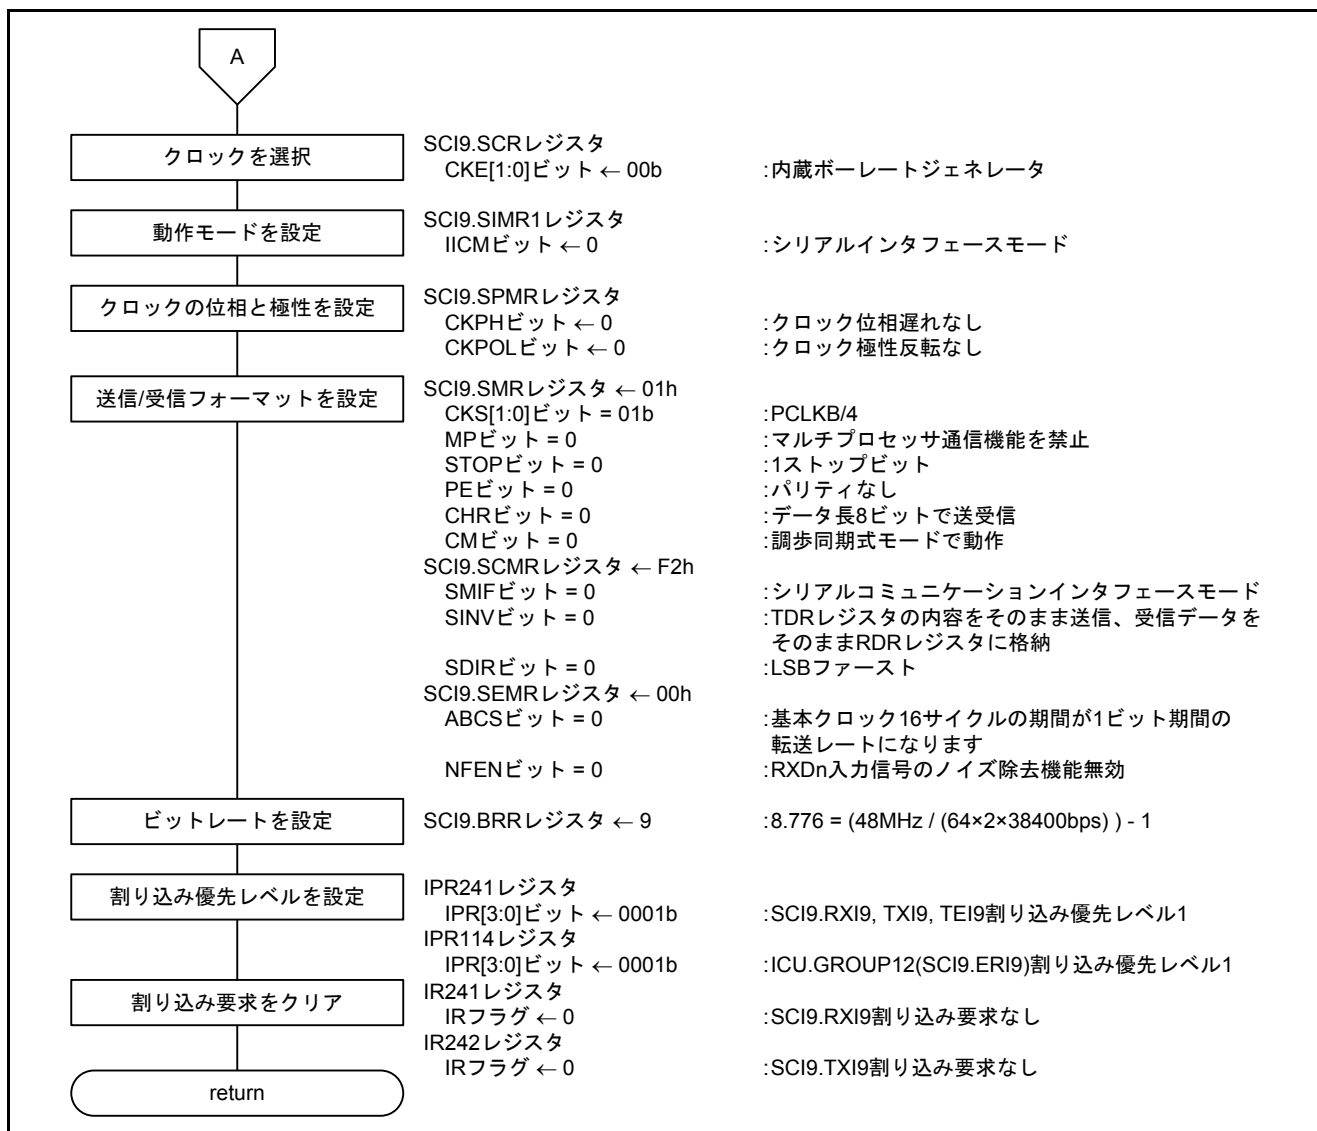 A
クロックを選択
SCI9.SCRレジスタ
CKE[1:0]ビット ← 00b :内蔵ボーレートジェネレータ
動作モードを設定
SCI9.SIMR1レジスタ
IICMビット ← 0 :シリアルインタフェースモード
クロックの位相と極性を設定
SCI9.SPMRレジスタ
CKPHビット ← 0 :クロック位相遅れなし
CKPOLビット ← 0 :クロック極性反転なし
送信/受信フォーマットを設定
SCI9.SMRレジスタ ← 01h
CKS[1:0]ビット = 01b :PCLKB/4
MPビット = 0 :マルチプロセッサ通信機能を禁止
STOPビット = 0 :1ストップビット
PEビット = 0 :パリティなし
CHRビット = 0 :データ長8ビットで送受信
CMビット = 0 :調歩同期式モードで動作
SCI9.SCMRレジスタ ← F2h
SMIFビット = 0 :シリアルコミュニケーションインタフェースモード
SINVビット = 0 :TDRレジスタの内容をそのまま送信、受信データを
そのままRDRレジスタに格納
SDIRビット = 0 :LSBファースト
SCI9.SEMRレジスタ ← 00h
ABCSビット = 0 :基本クロック16サイクルの期間が1ビット期間の
転送レートになります
NFENビット = 0 :RXDn入力信号のノイズ除去機能無効
ビットレートを設定
SCI9.BRRレジスタ ← 9 :8.776 = (48MHz / (64×2×38400bps) ) - 1
割り込み優先レベルを設定
IPR241レジスタ
IPR[3:0]ビット ← 0001b :SCI9.RXI9, TXI9, TEI9割り込み優先レベル1
IPR114レジスタ
IPR[3:0]ビット ← 0001b :ICU.GROUP12(SCI9.ERI9)割り込み優先レベル1
割り込み要求をクリア
IR241レジスタ
IRフラグ ← 0 :SCI9.RXI9割り込み要求なし
IR242レジスタ
IRフラグ ← 0 :SCI9.TXI9割り込み要求なし
return